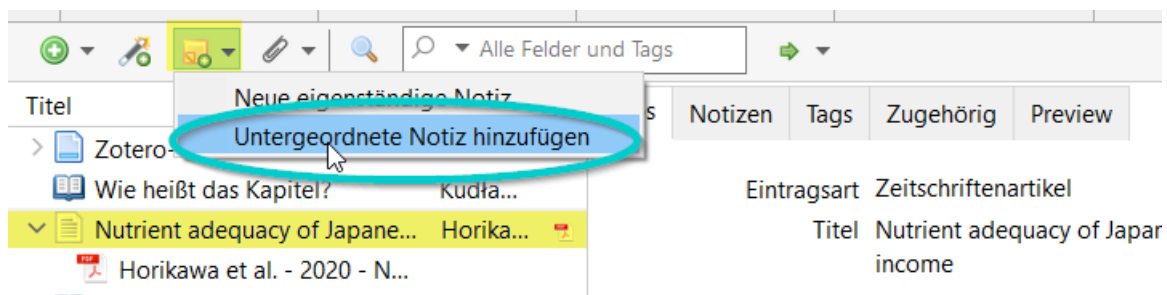 Alle Felder und Tags
Neue eigenständige Notiz
Untergeordnete Notiz hinzufügen
Titel
s Notizen Tags Zugehörig Preview
Zotero-
Wie heißt das Kapitel? Kudła...
Eintragsart Zeitschriftenartikel
Nutrient adequacy of Japane... Horika...
Titel Nutrient adequacy of Japan
income
PDF Horikawa et al. - 2020 - N...